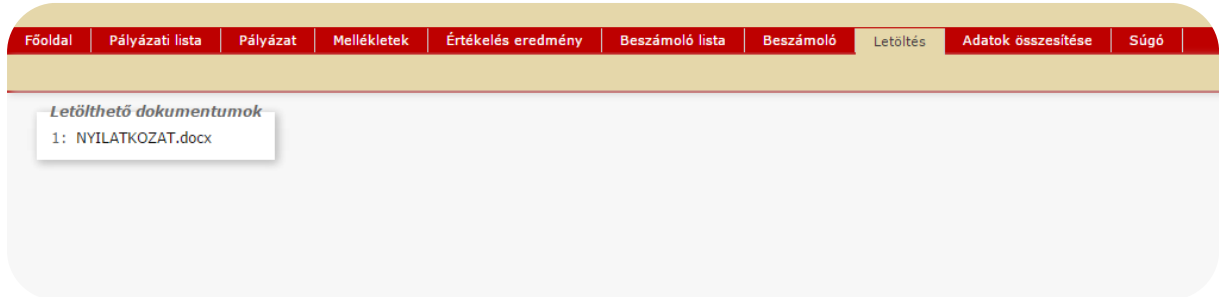 Főoldal Pályázati lista Pályázat Mellékletek Értékelés eredmény Beszámoló lista Beszámoló Letöltés Adatok összesítése Súgó
Letölthető dokumentumok
1: NYILATKOZAT.docx